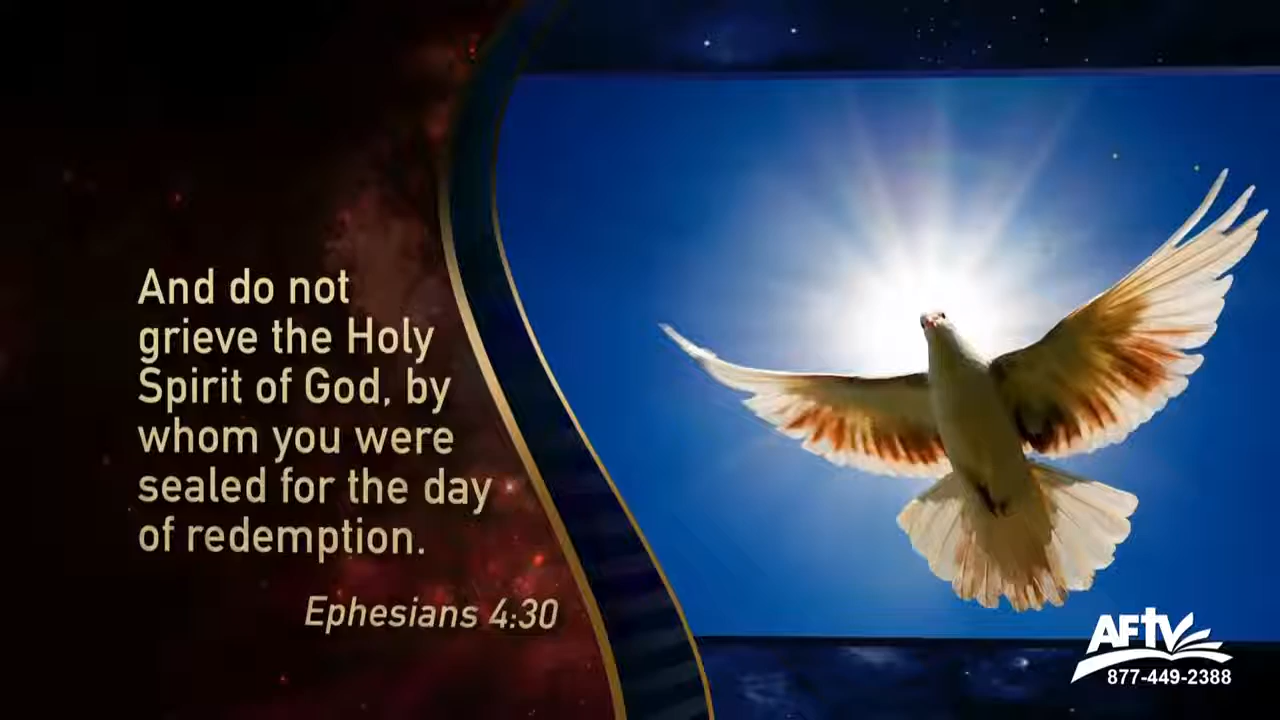 And do not
grieve the Holy
Spirit of God, by
whom you were
sealed for the day
of redemption.
Ephesians 4:30
AFTV
877-449-2388